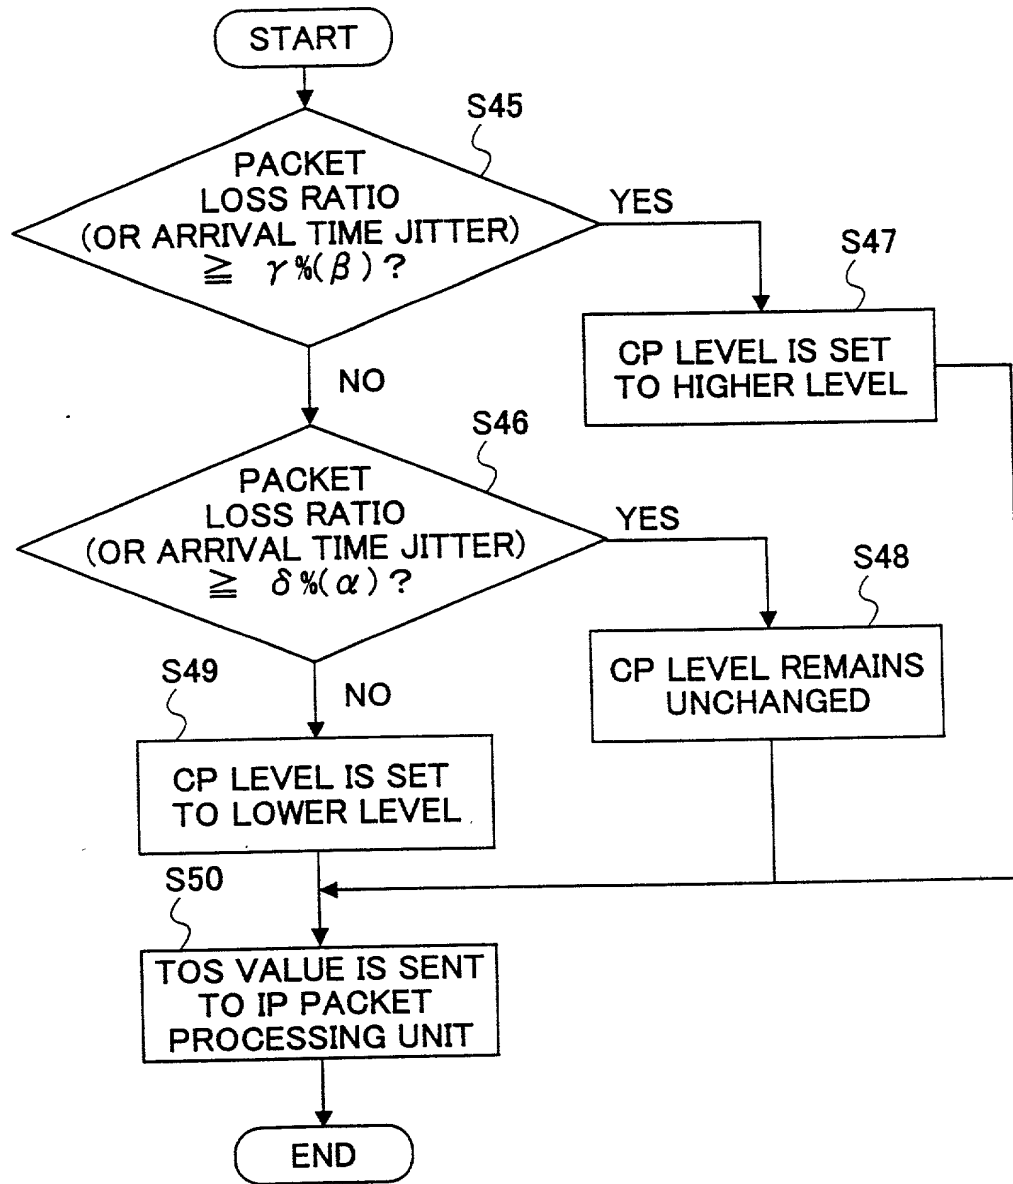 START
S45
PACKET
LOSS RATIO
(OR ARRIVAL TIME JITTER)
≧ γ%(β)?
YES
S47
CP LEVEL IS SET
TO HIGHER LEVEL
NO
S46
PACKET
LOSS RATIO
(OR ARRIVAL TIME JITTER)
≧ δ%(α)?
YES
S48
CP LEVEL REMAINS
UNCHANGED
S49
NO
CP LEVEL IS SET
TO LOWER LEVEL
S50
TOS VALUE IS SENT
TO IP PACKET
PROCESSING UNIT
END